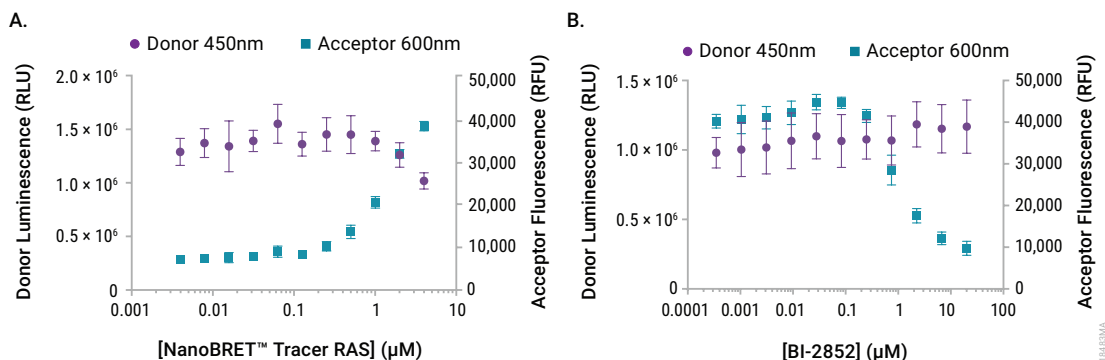 A.
Donor 450nm
Acceptor 600nm
Donor Luminescence (RLU)
2.0 × 10⁶
1.5 × 10⁶
1.0 × 10⁶
0.5 × 10⁶
0
50,000
40,000
30,000
20,000
10,000
0
Acceptor Fluorescence (RFU)
0.001 0.01 0.1 1 10
[NanoBRET™ Tracer RAS] (µM)
B.
Donor 450nm
Acceptor 600nm
Donor Luminescence (RLU)
1.5 × 10⁶
1.0 × 10⁶
0.5 × 10⁶
0
50,000
40,000
30,000
20,000
10,000
0
Acceptor Fluorescence (RFU)
0.0001 0.001 0.01 0.1 1 10 100
[BI-2852] (µM)